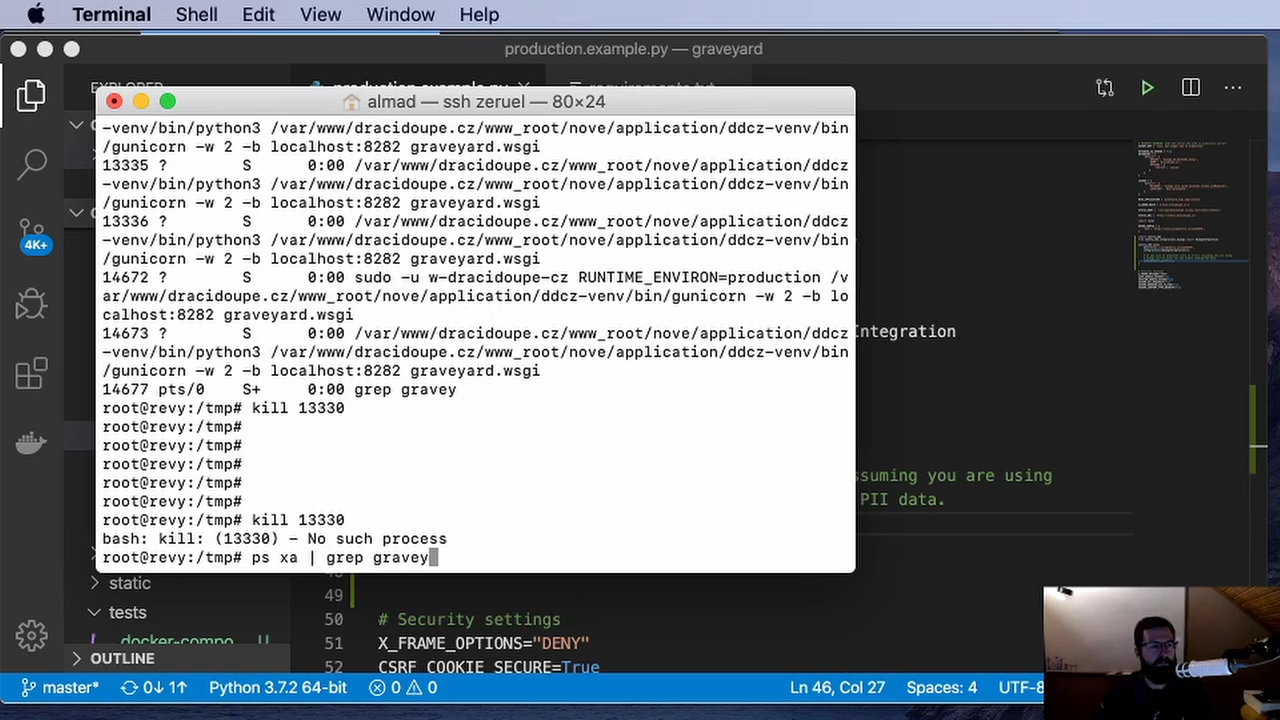 Terminal Shell Edit View Window Help
production.example.py — graveyard
EXPLORER
production.example.py
requirements.txt
almad — ssh zeruel — 80×24
-venv/bin/python3 /var/www/dracidoupe.cz/www_root/nove/application/ddcz-venv/bin
/gunicorn -w 2 -b localhost:8282 graveyard.wsgi
13335 ? S 0:00 /var/www/dracidoupe.cz/www_root/nove/application/ddcz
-venv/bin/python3 /var/www/dracidoupe.cz/www_root/nove/application/ddcz-venv/bin
/gunicorn -w 2 -b localhost:8282 graveyard.wsgi
13336 ? S 0:00 /var/www/dracidoupe.cz/www_root/nove/application/ddcz
-venv/bin/python3 /var/www/dracidoupe.cz/www_root/nove/application/ddcz-venv/bin
/gunicorn -w 2 -b localhost:8282 graveyard.wsgi
14672 ? S 0:00 sudo -u w-dracidoupe-cz RUNTIME_ENVIRON=production /v
ar/www/dracidoupe.cz/www_root/nove/application/ddcz-venv/bin/gunicorn -w 2 -b lo
calhost:8282 graveyard.wsgi
14673 ? S 0:00 /var/www/dracidoupe.cz/www_root/nove/application/ddcz
-venv/bin/python3 /var/www/dracidoupe.cz/www_root/nove/application/ddcz-venv/bin
/gunicorn -w 2 -b localhost:8282 graveyard.wsgi
14677 pts/0 S+ 0:00 grep gravey
root@revy:/tmp# kill 13330
root@revy:/tmp#
root@revy:/tmp#
root@revy:/tmp#
root@revy:/tmp#
root@revy:/tmp#
root@revy:/tmp# kill 13330
bash: kill: (13330) - No such process
root@revy:/tmp# ps xa | grep gravey
4K+
Integration
ssuming you are using
PII data.
static
tests
docker-compo U
OUTLINE
49
50 # Security settings
51 X_FRAME_OPTIONS="DENY"
52 CSRF_COOKIE_SECURE=True
master* 0↓ 1↑ Python 3.7.2 64-bit 0 0 Ln 46, Col 27 Spaces: 4 UTF-8